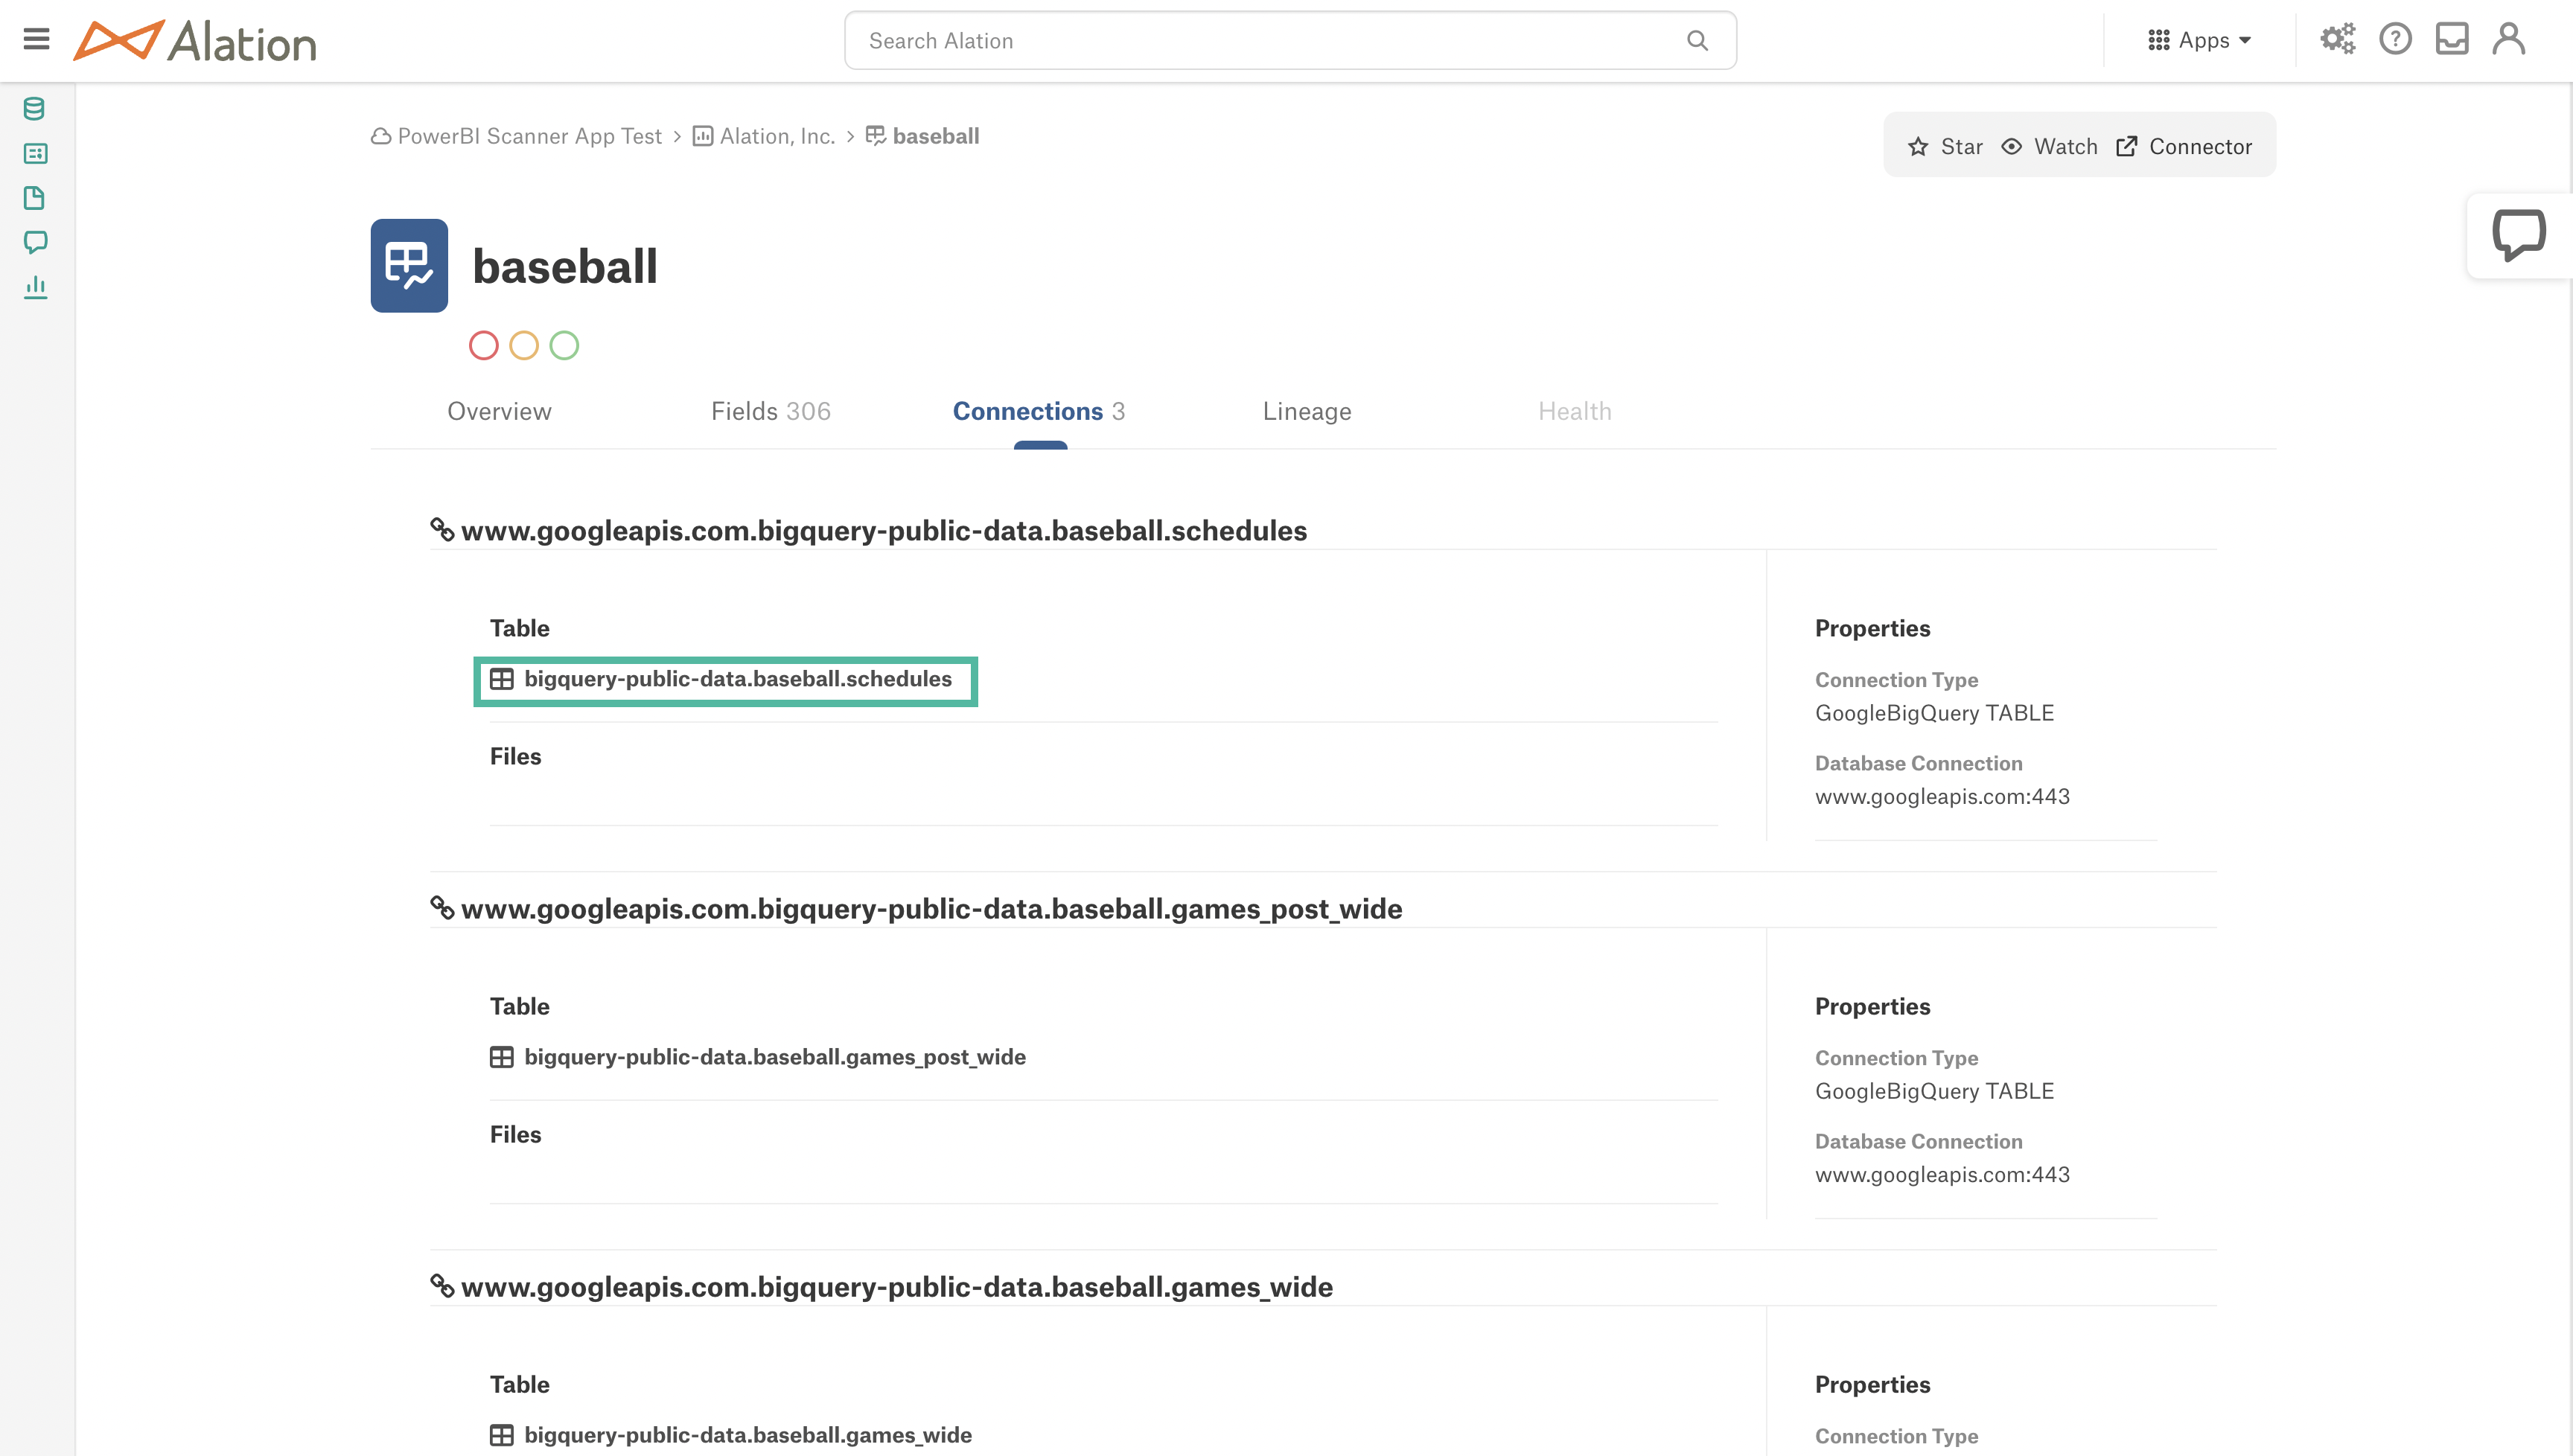 Alation
Search Alation
Apps
PowerBI Scanner App Test > Alation, Inc. > baseball
Star Watch Connector
baseball
Overview Fields 306 Connections 3 Lineage Health
www.googleapis.com.bigquery-public-data.baseball.schedules
Table
Properties
bigquery-public-data.baseball.schedules
Connection Type
GoogleBigQuery TABLE
Files
Database Connection
www.googleapis.com:443
www.googleapis.com.bigquery-public-data.baseball.games_post_wide
Table
Properties
bigquery-public-data.baseball.games_post_wide
Connection Type
GoogleBigQuery TABLE
Files
Database Connection
www.googleapis.com:443
www.googleapis.com.bigquery-public-data.baseball.games_wide
Table
Properties
bigquery-public-data.baseball.games_wide
Connection Type